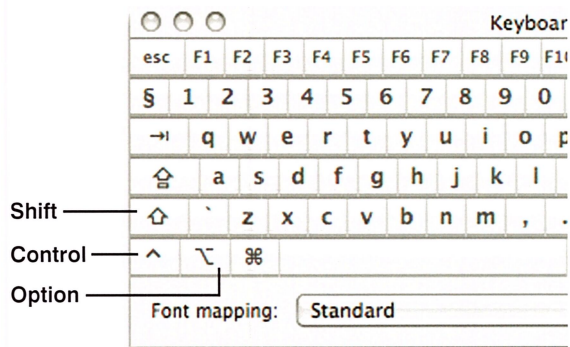 Keyboar
esc F1 F2 F3 F4 F5 F6 F7 F8 F9 F10
§ 1 2 3 4 5 6 7 8 9 0
⇥ q w e r t y u i o p
⇪ a s d f g h j k l
Shift ⇧ ` z x c v b n m , .
Control ^ ⌥ ⌘
Option
Font mapping: Standard